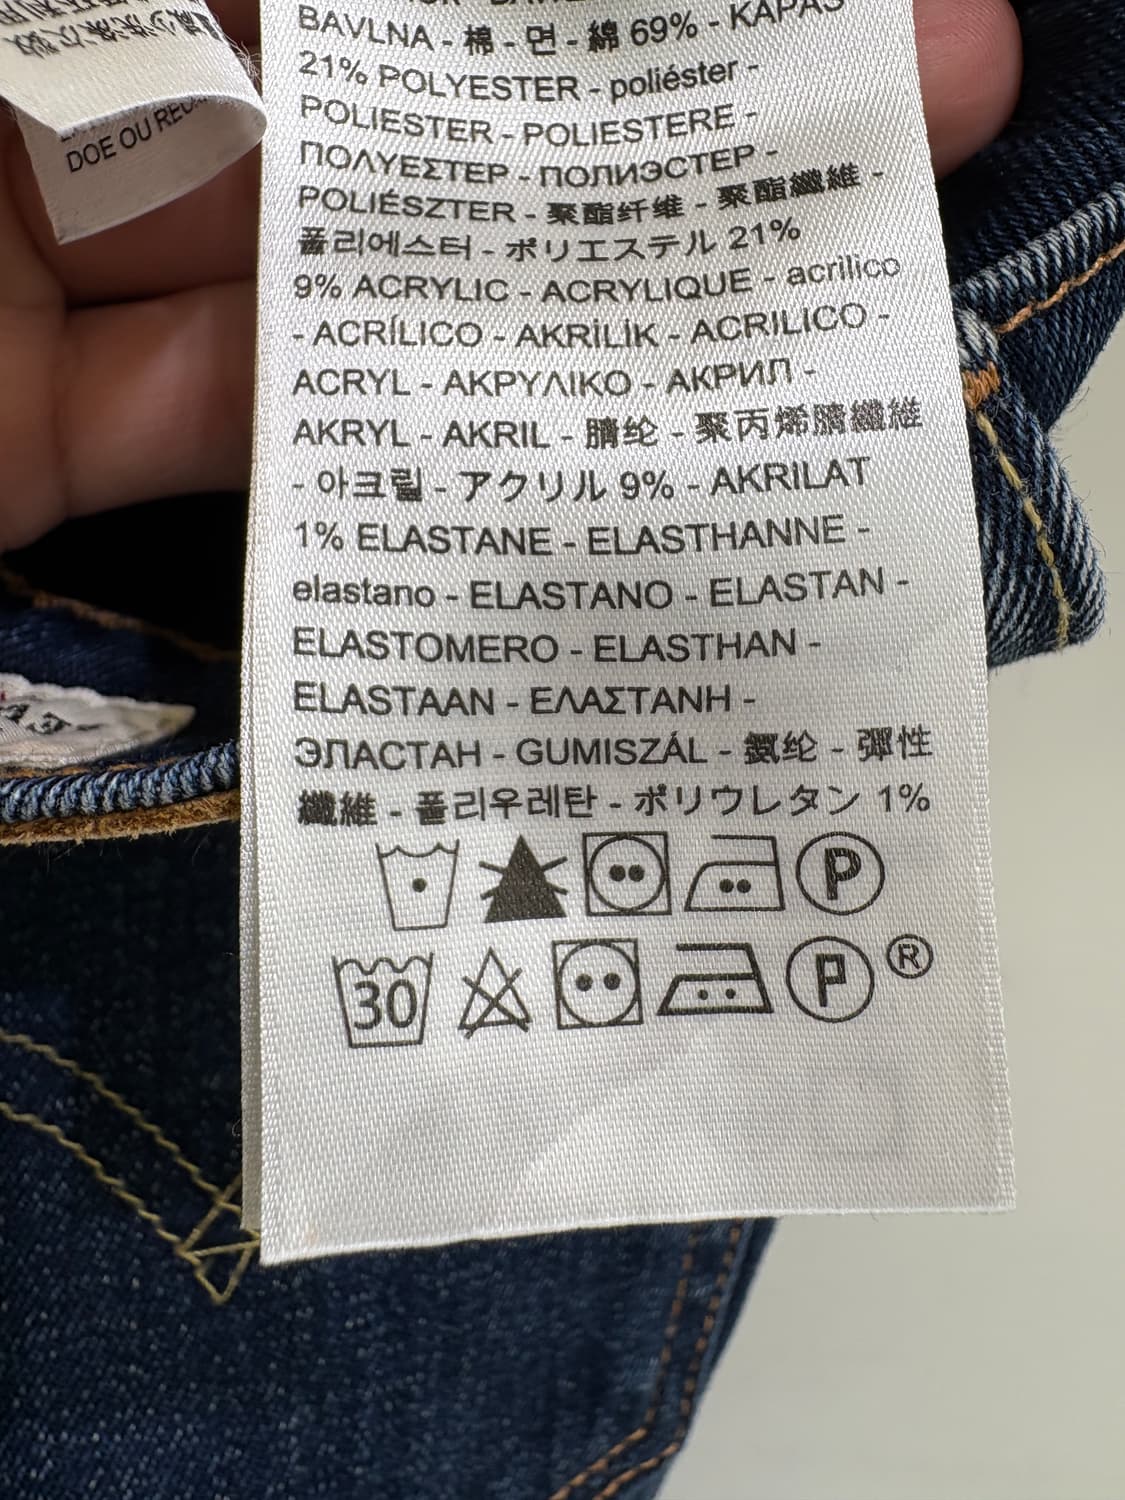 DOE OU
BAVLNA - 棉 - 면 - 綿 69% - KAPAS
21% POLYESTER - poliéster -
POLIESTER - POLIESTERE -
ΠΟΛΥΕΣΤΕΡ - ПОЛИЭСТЕР -
POLIÉSZTER - 聚酯纤维 - 聚酯纖維 -
폴리에스터 - ポリエステル 21%
9% ACRYLIC - ACRYLIQUE - acrilico
- ACRÍLICO - AKRİLİK - ACRILICO -
ACRYL - ΑΚΡΥΛΙΚΟ - АКРИЛ -
AKRYL - AKRIL - 腈纶 - 聚丙烯腈纖維
- 아크릴 - アクリル 9% - AKRILAT
1% ELASTANE - ELASTHANNE -
elastano - ELASTANO - ELASTAN -
ELASTOMERO - ELASTHAN -
ELASTAAN - ΕΛΑΣΤΑΝΗ -
ЭЛАСТАН - GUMISZÁL - 氨纶 - 彈性
纖維 - 폴리우레탄 - ポリウレタン 1%
P
30 P ®